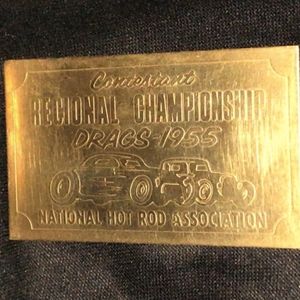 Contestant
REGIONAL CHAMPIONSHIP
DRAGS-1955
NATIONAL HOT ROD ASSOCIATION